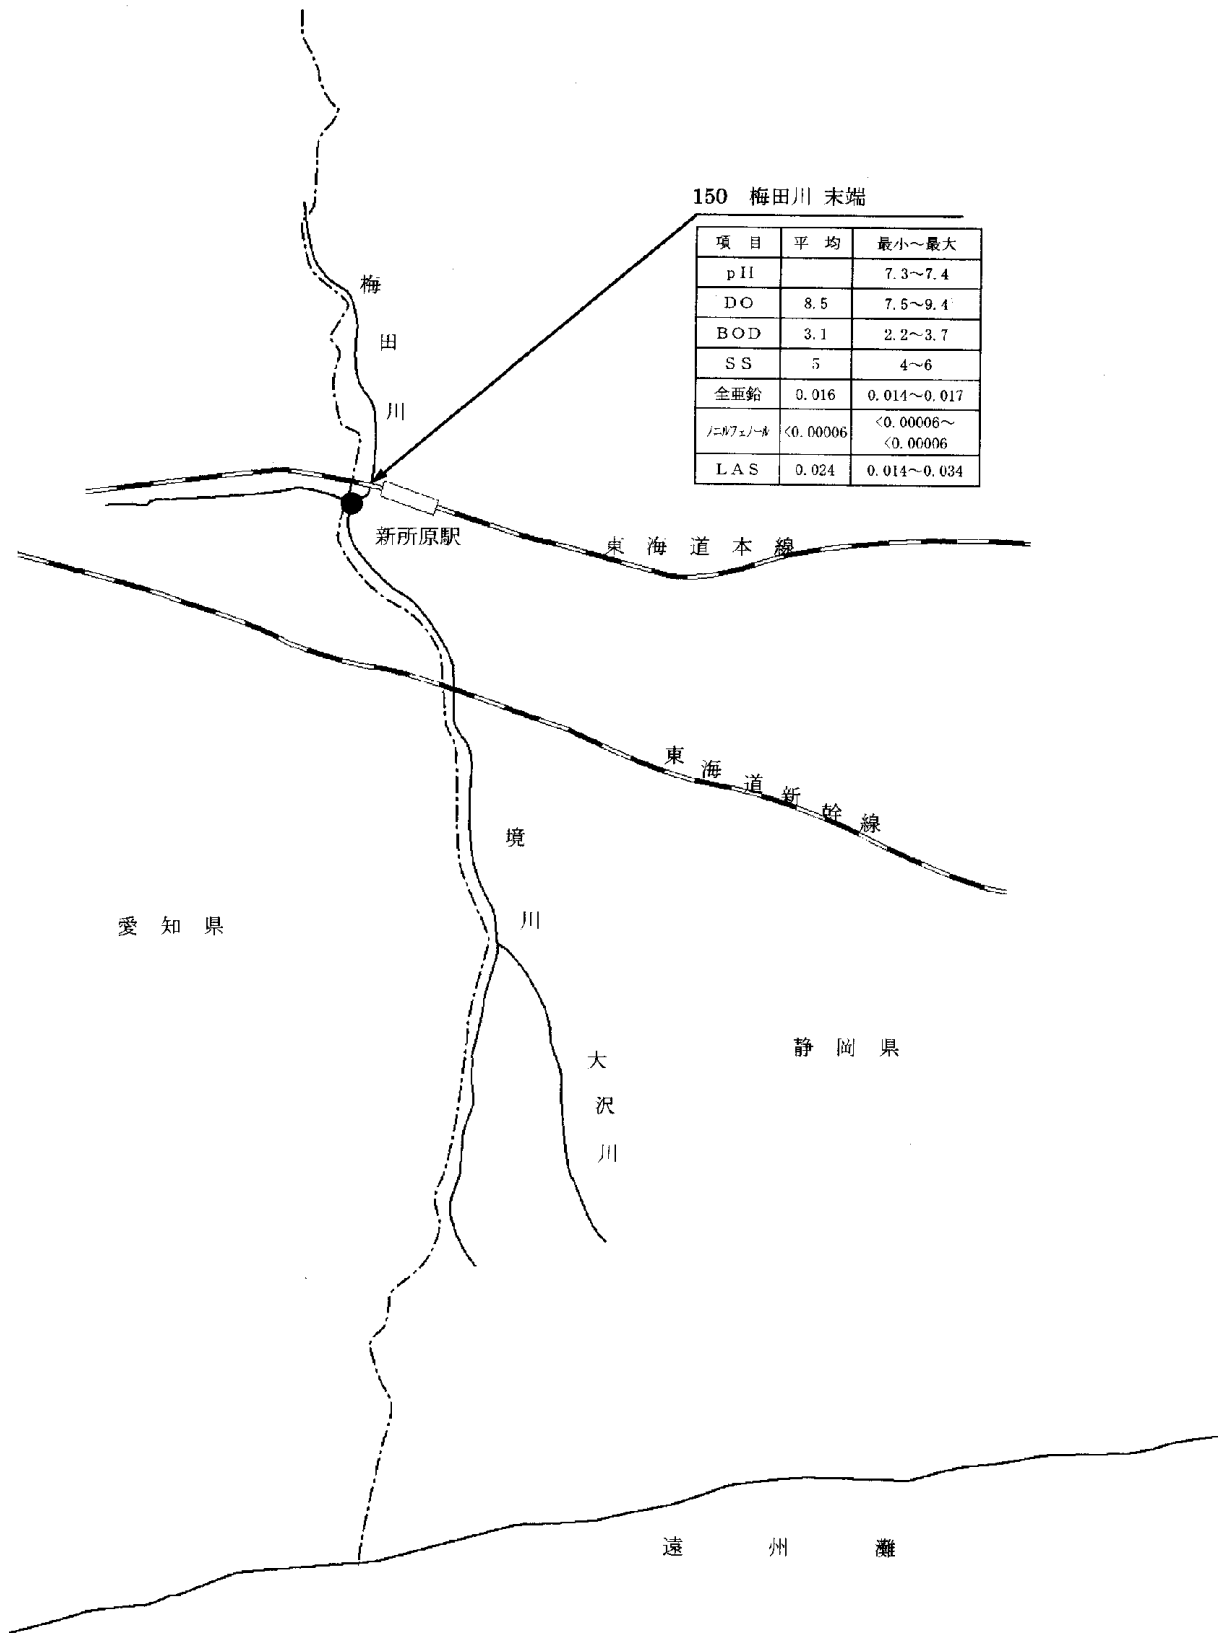 150 梅田川 末端
項 目 平 均 最小～最大
pH 7.3～7.4
DO 8.5 7.5～9.4
BOD 3.1 2.2～3.7
SS 5 4～6
全亜鉛 0.016 0.014～0.017
ノニルフェノール <0.00006 <0.00006～
<0.00006
LAS 0.024 0.014～0.034
梅田川
新所原駅
東海道本線
東海道新幹線
境川
愛知県
静岡県
大沢川
遠州灘